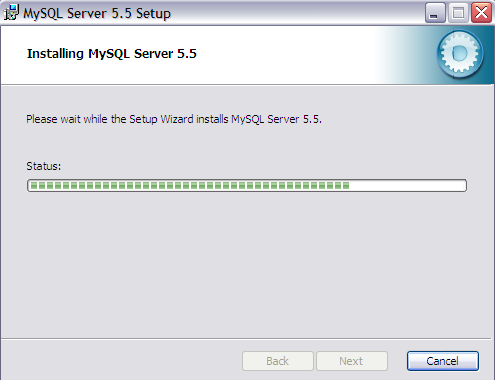 MySQL Server 5.5 Setup
Installing MySQL Server 5.5
Please wait while the Setup Wizard installs MySQL Server 5.5.
Status:
Back Next Cancel